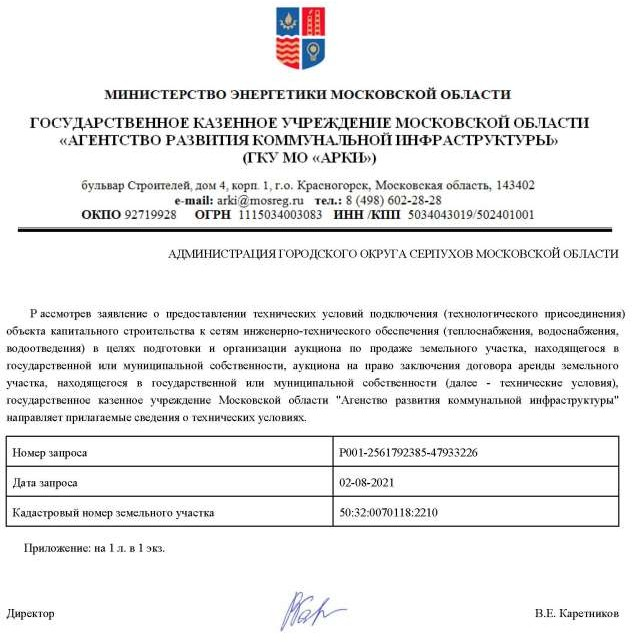 МИНИСТЕРСТВО ЭНЕРГЕТИКИ МОСКОВСКОЙ ОБЛАСТИ
ГОСУДАРСТВЕННОЕ КАЗЕННОЕ УЧРЕЖДЕНИЕ МОСКОВСКОЙ ОБЛАСТИ
«АГЕНТСТВО РАЗВИТИЯ КОММУНАЛЬНОЙ ИНФРАСТРУКТУРЫ»
(ГКУ МО «АРКИ»)
бульвар Строителей, дом 4, корп. 1, г.о. Красногорск, Московская область, 143402
e-mail: arki@mosreg.ru тел.: 8 (498) 602-28-28
ОКПО 92719928 ОГРН 1115034003083 ИНН /КПП 5034043019/502401001
АДМИНИСТРАЦИЯ ГОРОДСКОГО ОКРУГА СЕРПУХОВ МОСКОВСКОЙ ОБЛАСТИ
Рассмотрев заявление о предоставлении технических условий подключения (технологического присоединения)
объекта капитального строительства к сетям инженерно-технического обеспечения (теплоснабжения, водоснабжения,
водоотведения) в целях подготовки и организации аукциона по продаже земельного участка, находящегося в
государственной или муниципальной собственности, аукциона на право заключения договора аренды земельного
участка, находящегося в государственной или муниципальной собственности (далее - технические условия),
государственное казенное учреждение Московской области "Агенство развития коммунальной инфраструктуры"
направляет прилагаемые сведения о технических условиях.
Номер запроса P001-2561792385-47933226
Дата запроса 02-08-2021
Кадастровый номер земельного участка 50:32:0070118:2210
Приложение: на 1 л. в 1 экз.
Директор В.Е. Каретников